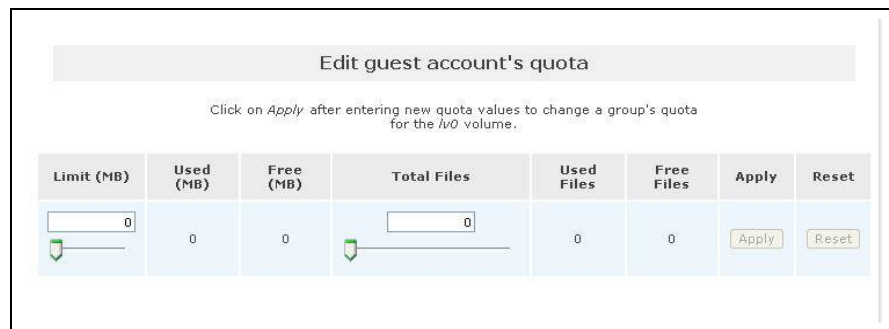 Edit guest account's quota
Click on Apply after entering new quota values to change a group's quota
for the lv0 volume.
Limit (MB) Used (MB) Free (MB) Total Files Used Files Free Files Apply Reset
0 0 0 0 0 0 Apply Reset